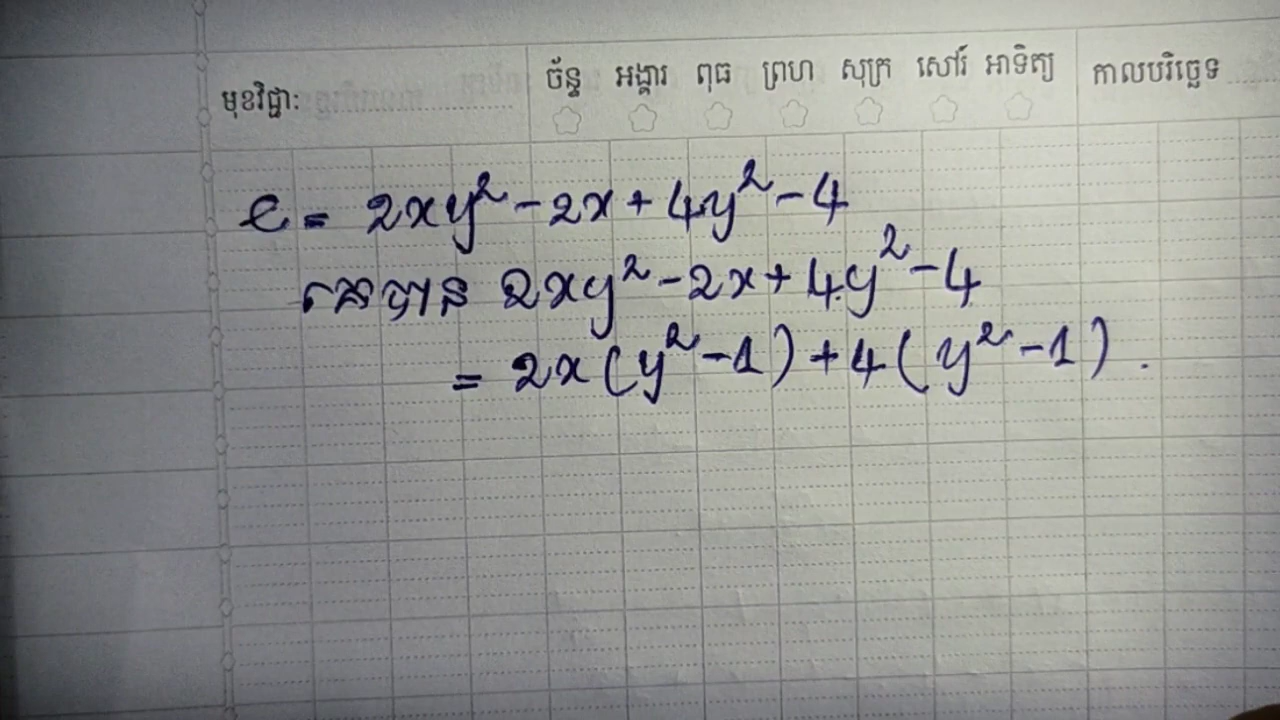 មុខវិជ្ជា: ច័ន្ទ អង្គារ ពុធ ព្រហ សុក្រ សៅរ៍ អាទិត្យ កាលបរិច្ឆេទ
e = 2xy² - 2x + 4y² - 4
គេបាន 2xy² - 2x + 4y² - 4
= 2x(y² - 1) + 4(y² - 1).